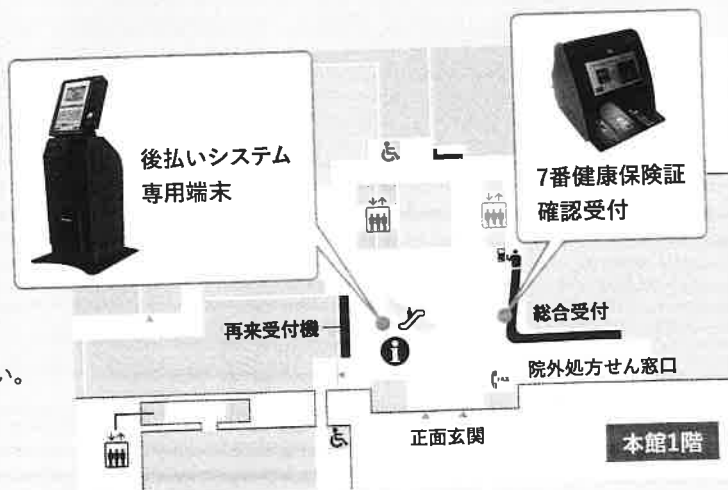 後払いシステム
専用端末
7番健康保険証
確認受付
再来受付機
総合受付
院外処方せん窓口
い。
正面玄関
本館1階